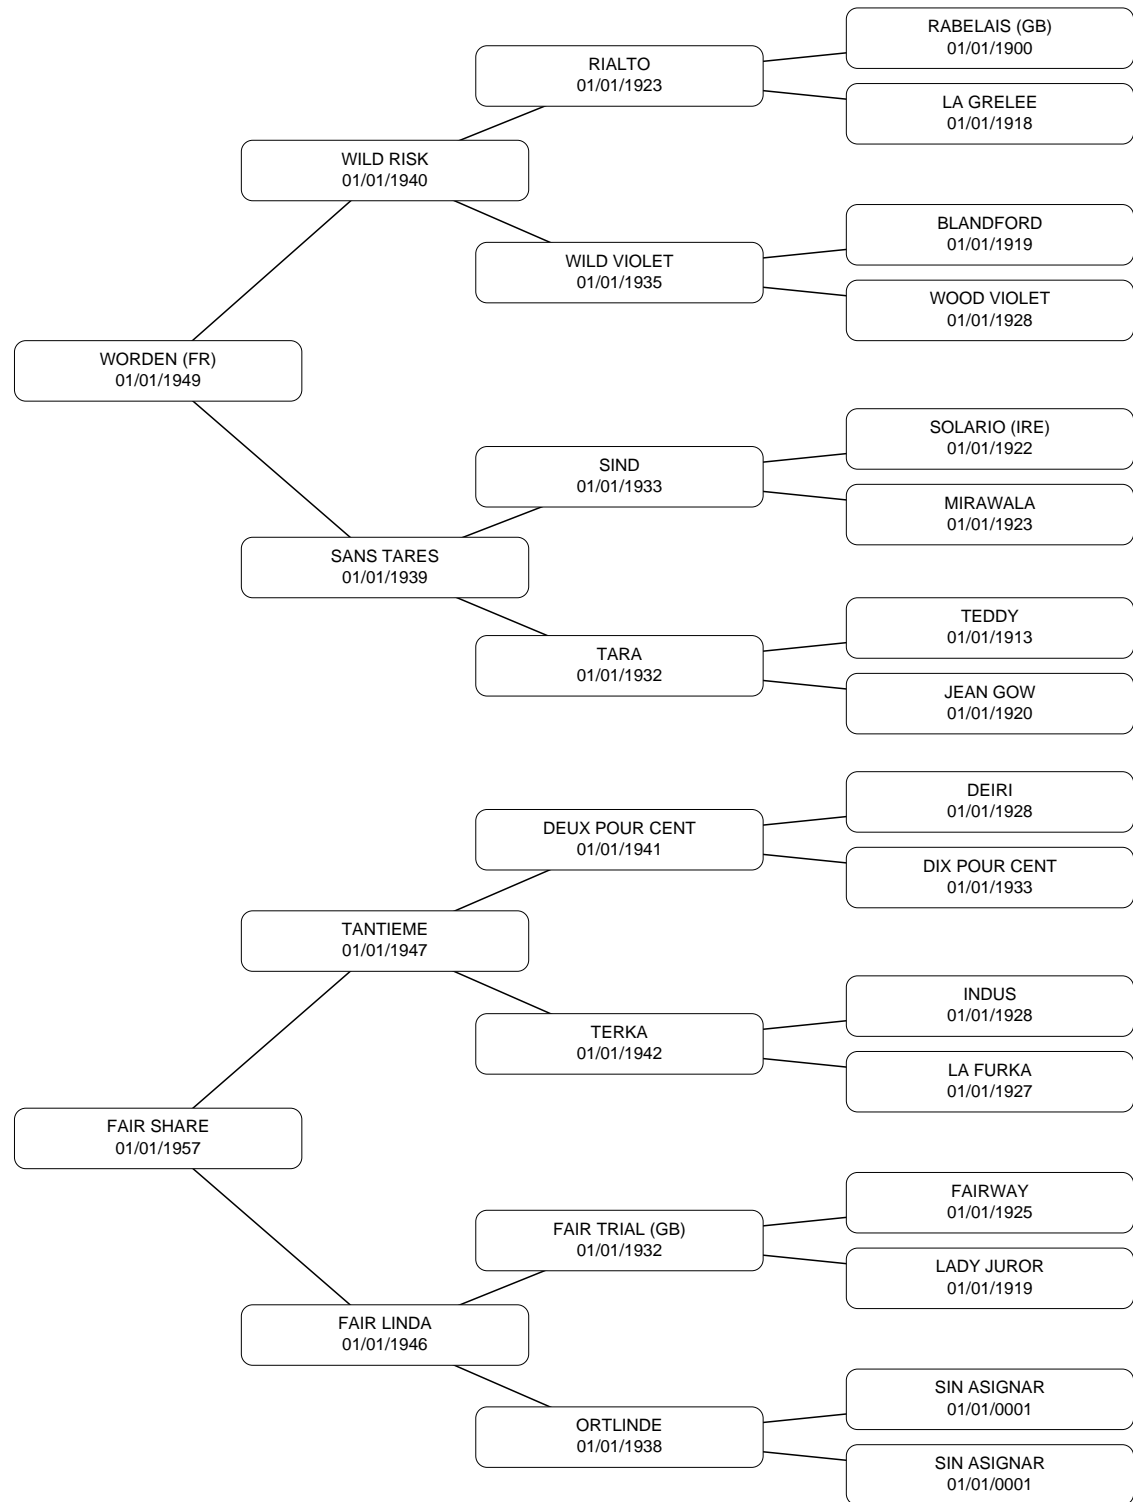 RABELAIS (GB)
01/01/1900
RIALTO
01/01/1923
LA GRELEE
01/01/1918
WILD RISK
01/01/1940
BLANDFORD
01/01/1919
WILD VIOLET
01/01/1935
WOOD VIOLET
01/01/1928
WORDEN (FR)
01/01/1949
SOLARIO (IRE)
01/01/1922
SIND
01/01/1933
MIRAWALA
01/01/1923
SANS TARES
01/01/1939
TEDDY
01/01/1913
TARA
01/01/1932
JEAN GOW
01/01/1920
DEIRI
01/01/1928
DEUX POUR CENT
01/01/1941
DIX POUR CENT
01/01/1933
TANTIEME
01/01/1947
INDUS
01/01/1928
TERKA
01/01/1942
LA FURKA
01/01/1927
FAIR SHARE
01/01/1957
FAIRWAY
01/01/1925
FAIR TRIAL (GB)
01/01/1932
LADY JUROR
01/01/1919
FAIR LINDA
01/01/1946
SIN ASIGNAR
01/01/0001
ORTLINDE
01/01/1938
SIN ASIGNAR
01/01/0001